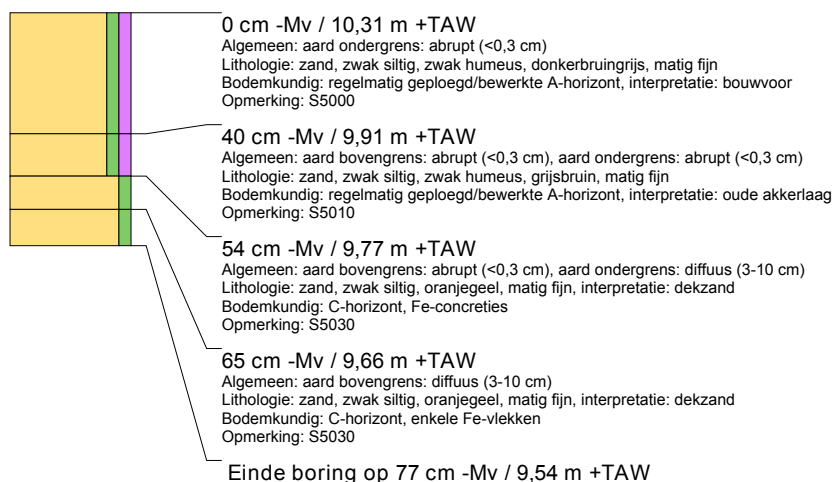 0 cm -Mv / 10,31 m +TAW
Algemeen: aard ondergrens: abrupt (<0,3 cm)
Lithologie: zand, zwak siltig, zwak humeus, donkerbruingrijs, matig fijn
Bodemkundig: regelmatig geploegd/bewerkte A-horizont, interpretatie: bouwvoor
Opmerking: S5000
40 cm -Mv / 9,91 m +TAW
Algemeen: aard bovengrens: abrupt (<0,3 cm), aard ondergrens: abrupt (<0,3 cm)
Lithologie: zand, zwak siltig, zwak humeus, grijsbruin, matig fijn
Bodemkundig: regelmatig geploegd/bewerkte A-horizont, interpretatie: oude akkerlaag
Opmerking: S5010
54 cm -Mv / 9,77 m +TAW
Algemeen: aard bovengrens: abrupt (<0,3 cm), aard ondergrens: diffuus (3-10 cm)
Lithologie: zand, zwak siltig, oranjegeel, matig fijn, interpretatie: dekzand
Bodemkundig: C-horizont, Fe-concreties
Opmerking: S5030
65 cm -Mv / 9,66 m +TAW
Algemeen: aard bovengrens: diffuus (3-10 cm)
Lithologie: zand, zwak siltig, oranjegeel, matig fijn, interpretatie: dekzand
Bodemkundig: C-horizont, enkele Fe-vlekken
Opmerking: S5030
Einde boring op 77 cm -Mv / 9,54 m +TAW